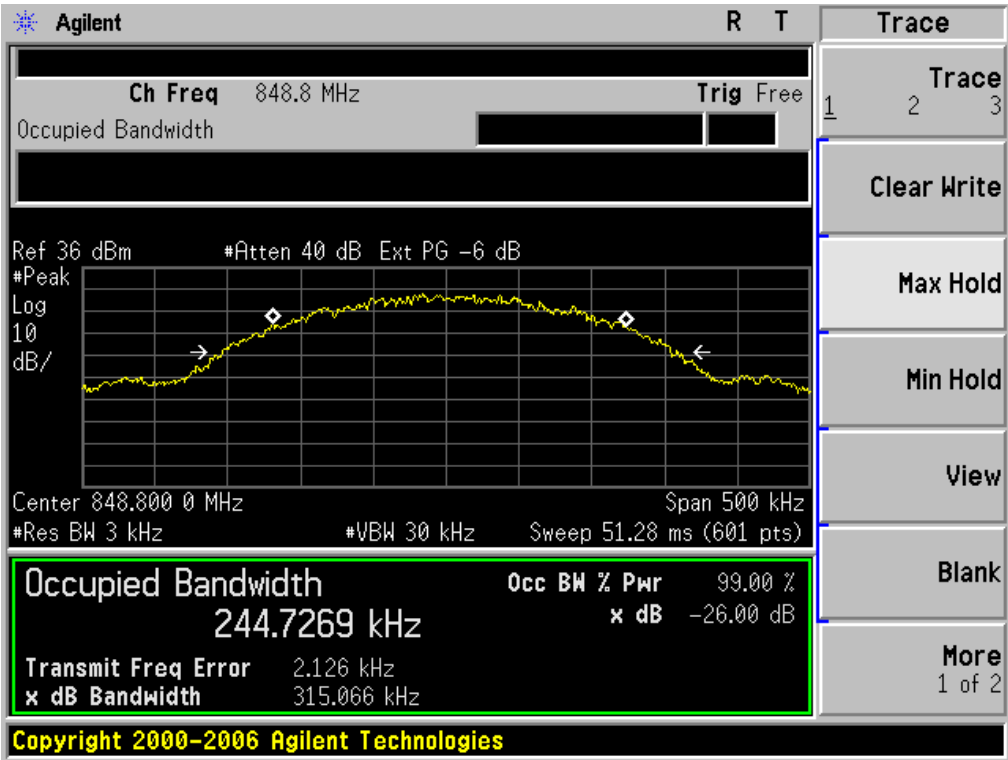 Agilent R T Trace
Ch Freq 848.8 MHz Trig Free
Occupied Bandwidth
Trace
1 2 3
Clear Write
Max Hold
Min Hold
View
Blank
More
1 of 2
Ref 36 dBm #Atten 40 dB Ext PG -6 dB
#Peak
Log
10
dB/
Center 848.800 0 MHz Span 500 kHz
#Res BW 3 kHz #VBW 30 kHz Sweep 51.28 ms (601 pts)
Occupied Bandwidth Occ BW % Pwr 99.00 %
244.7269 kHz x dB -26.00 dB
Transmit Freq Error 2.126 kHz
x dB Bandwidth 315.066 kHz
Copyright 2000-2006 Agilent Technologies